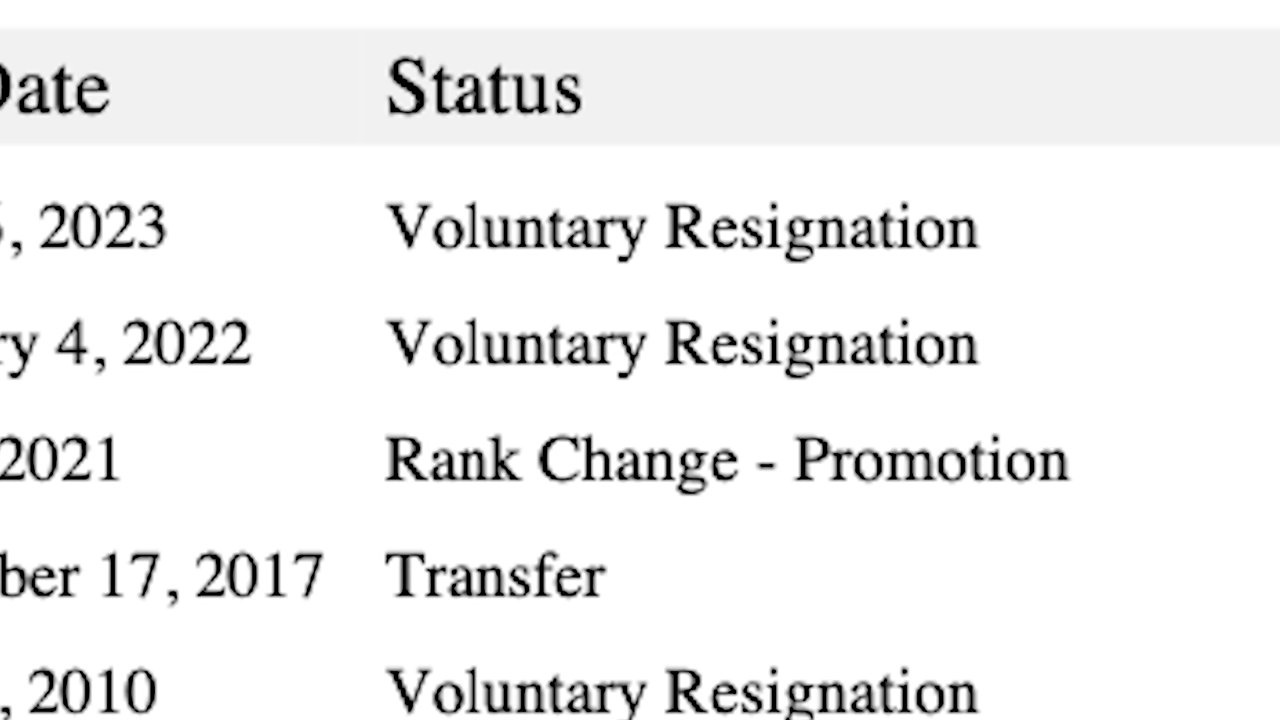 Date Status
5, 2023 Voluntary Resignation
ry 4, 2022 Voluntary Resignation
2021 Rank Change - Promotion
ber 17, 2017 Transfer
, 2010 Voluntary Resignation